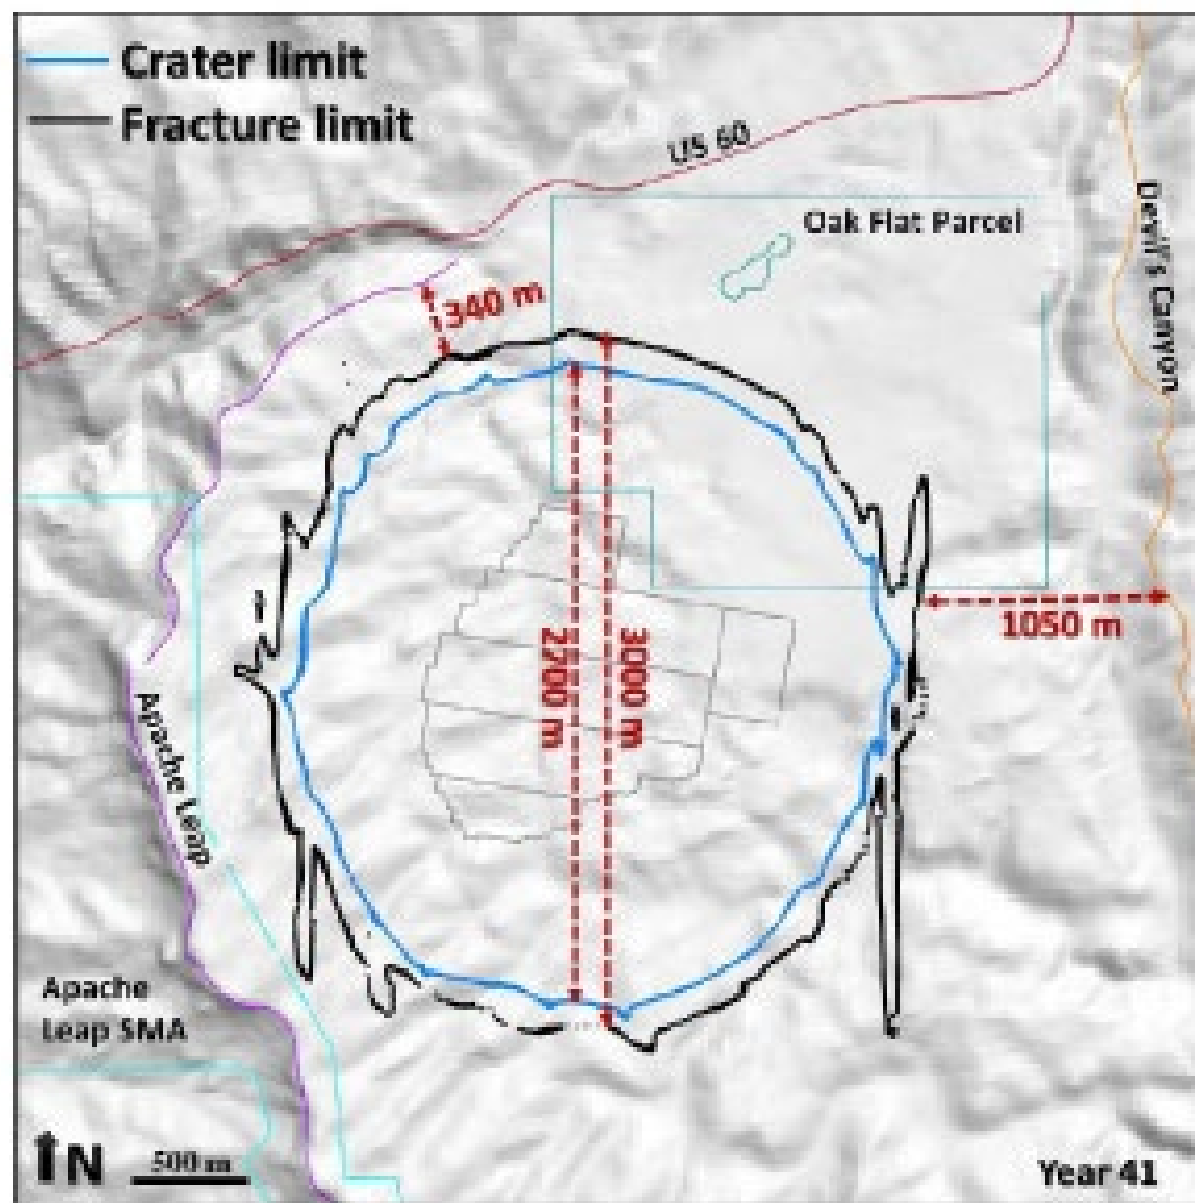 Crater limit
Fracture limit
US 60
Oak Flat Parcel
Devil's Canyon
340 m
1050 m
2700 m
3000 m
Apache Leap
Apache
Leap SMA
N
500 m
Year 41